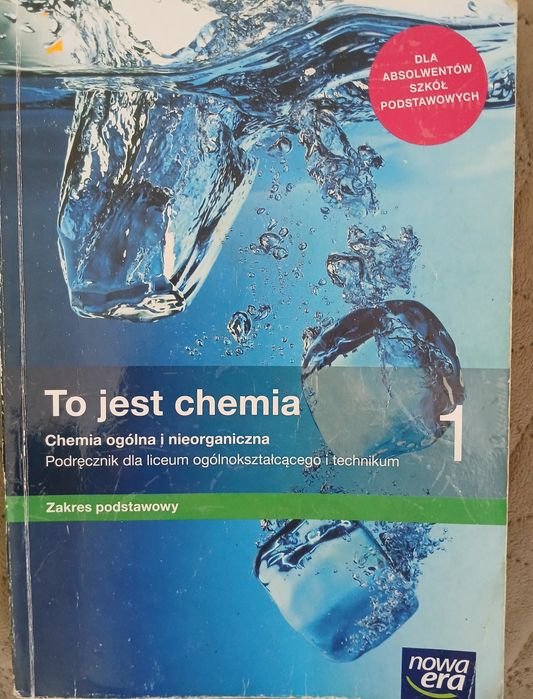 DLA
ABSOLWENTÓW
SZKÓŁ
PODSTAWOWYCH
To jest chemia
1
Chemia ogólna i nieorganiczna
Podręcznik dla liceum ogólnokształcącego i technikum
Zakres podstawowy
nowa
era